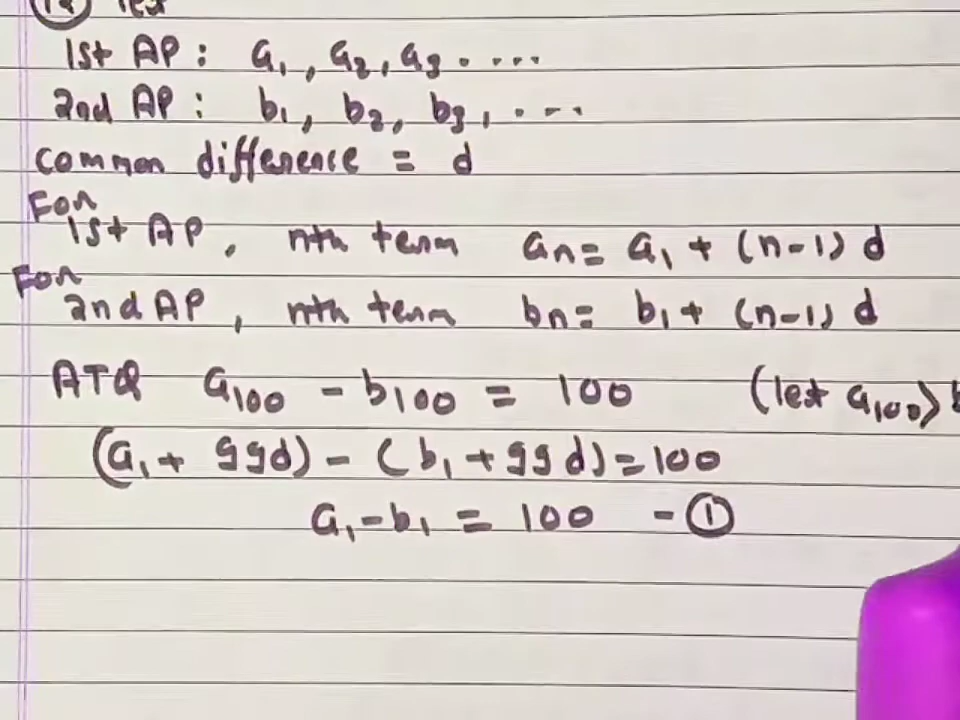 1st AP : a₁, a₂, a₃ . ...
2nd AP : b₁, b₂, b₃, ...
common difference = d
For
1st AP, nth term aₙ = a₁ + (n-1) d
For
2nd AP, nth term bₙ = b₁ + (n-1) d
ATQ a₁₀₀ - b₁₀₀ = 100 (let a₁₀₀ > b
(a₁ + 99d) - (b₁ + 99d) = 100
a₁ - b₁ = 100 - ①